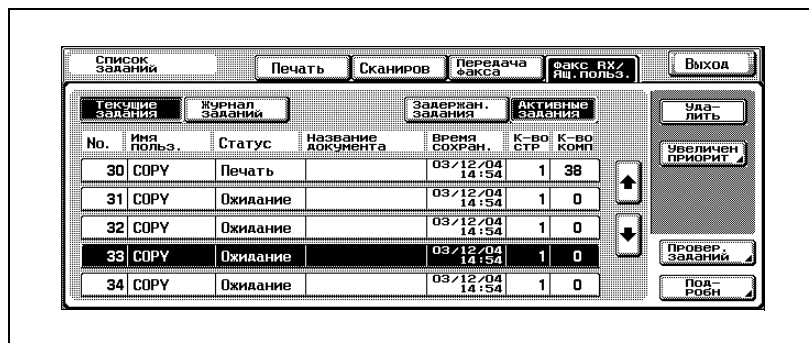 Список заданий
Печать
Сканиров
Передача факса
Факс RX/ Ящ.польз.
Выход
Текущие задания
Журнал заданий
Задержан. задания
Активные задания
Уда-лить
No. Имя польз. Статус Название документа Время сохран. К-во стр К-во комп
Увеличен приорит
30 COPY Печать 03/12/04 14:54 1 38
31 COPY Ожидание 03/12/04 14:54 1 0
32 COPY Ожидание 03/12/04 14:54 1 0
33 COPY Ожидание 03/12/04 14:54 1 0
Провер. заданий
34 COPY Ожидание 03/12/04 14:54 1 0
Под-робн